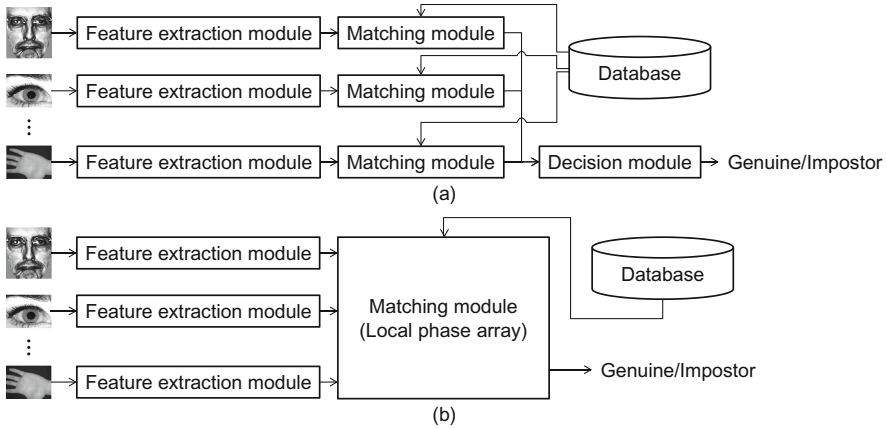 Feature extraction module
Matching module
Feature extraction module
Matching module
Database
Feature extraction module
Matching module
Decision module
Genuine/Impostor
(a)
Feature extraction module
Database
Feature extraction module
Matching module
(Local phase array)
Feature extraction module
Genuine/Impostor
(b)